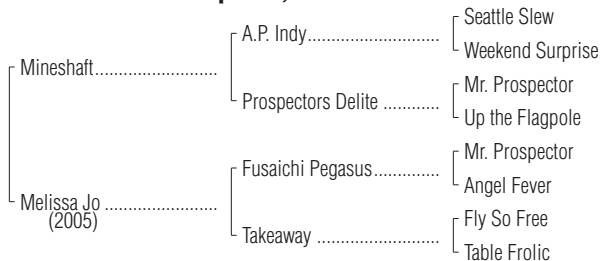 Seattle Slew
A.P. Indy
Weekend Surprise
Mineshaft
Mr. Prospector
Prospectors Delite
Up the Flagpole
Mr. Prospector
Fusaichi Pegasus
Angel Fever
Melissa Jo
(2005)
Fly So Free
Takeaway
Table Frolic